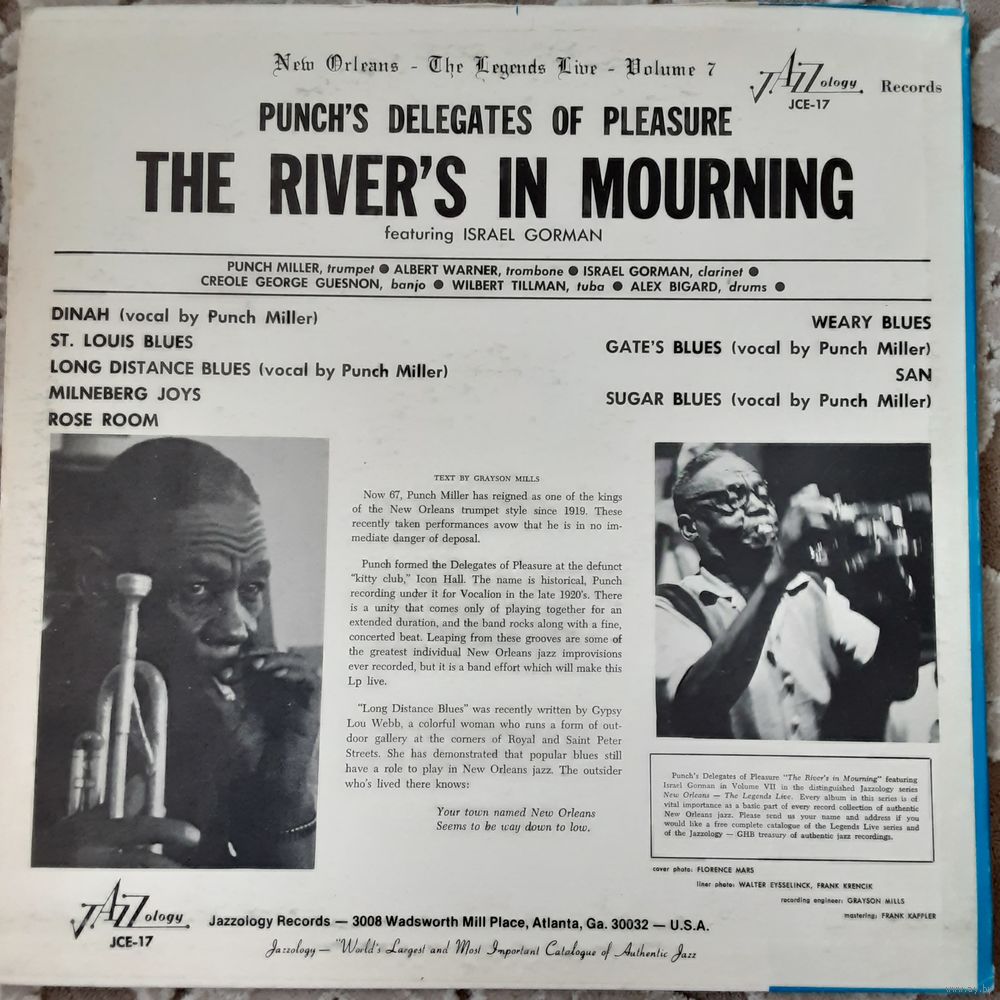 New Orleans - The Legends Live - Volume 7
JAZZology Records
JCE-17
PUNCH'S DELEGATES OF PLEASURE
THE RIVER'S IN MOURNING
featuring ISRAEL GORMAN
PUNCH MILLER, trumpet ● ALBERT WARNER, trombone ● ISRAEL GORMAN, clarinet ●
CREOLE GEORGE GUESNON, banjo ● WILBERT TILLMAN, tuba ● ALEX BIGARD, drums ●
DINAH (vocal by Punch Miller)
ST. LOUIS BLUES
LONG DISTANCE BLUES (vocal by Punch Miller)
MILNEBERG JOYS
ROSE ROOM
WEARY BLUES
GATE'S BLUES (vocal by Punch Miller)
SAN
SUGAR BLUES (vocal by Punch Miller)
TEXT BY GRAYSON MILLS
Now 67, Punch Miller has reigned as one of the kings
of the New Orleans trumpet style since 1919. These
recently taken performances avow that he is in no im-
mediate danger of deposal.
Punch formed the Delegates of Pleasure at the defunct
"kitty club," Icon Hall. The name is historical, Punch
recording under it for Vocalion in the late 1920's. There
is a unity that comes only of playing together for an
extended duration, and the band rocks along with a fine,
concerted beat. Leaping from these grooves are some of
the greatest individual New Orleans jazz improvisions
ever recorded, but it is a band effort which will make this
Lp live.
"Long Distance Blues" was recently written by Gypsy
Lou Webb, a colorful woman who runs a form of out-
door gallery at the corners of Royal and Saint Peter
Streets. She has demonstrated that popular blues still
have a role to play in New Orleans jazz. The outsider
who's lived there knows:
Your town named New Orleans
Seems to be way down to low.
Punch's Delegates of Pleasure "The River's in Mourning" featuring
Israel Gorman in Volume VII in the distinguished Jazzology series
New Orleans — The Legends Live. Every album in this series is of
vital importance as a basic part of every record collection of authentic
New Orleans jazz. Please send us your name and address if you
would like a free complete catalogue of the Legends Live series and
of the Jazzology — GHB treasury of authentic jazz recordings.
cover photo: FLORENCE MARS
liner photo: WALTER EYSSELINCK, FRANK KRENCIK
recording engineer: GRAYSON MILLS
mastering: FRANK KAPPLER
JAZZology
JCE-17
Jazzology Records — 3008 Wadsworth Mill Place, Atlanta, Ga. 30032 — U.S.A.
Jazzology — "World's Largest and Most Important Catalogue of Authentic Jazz